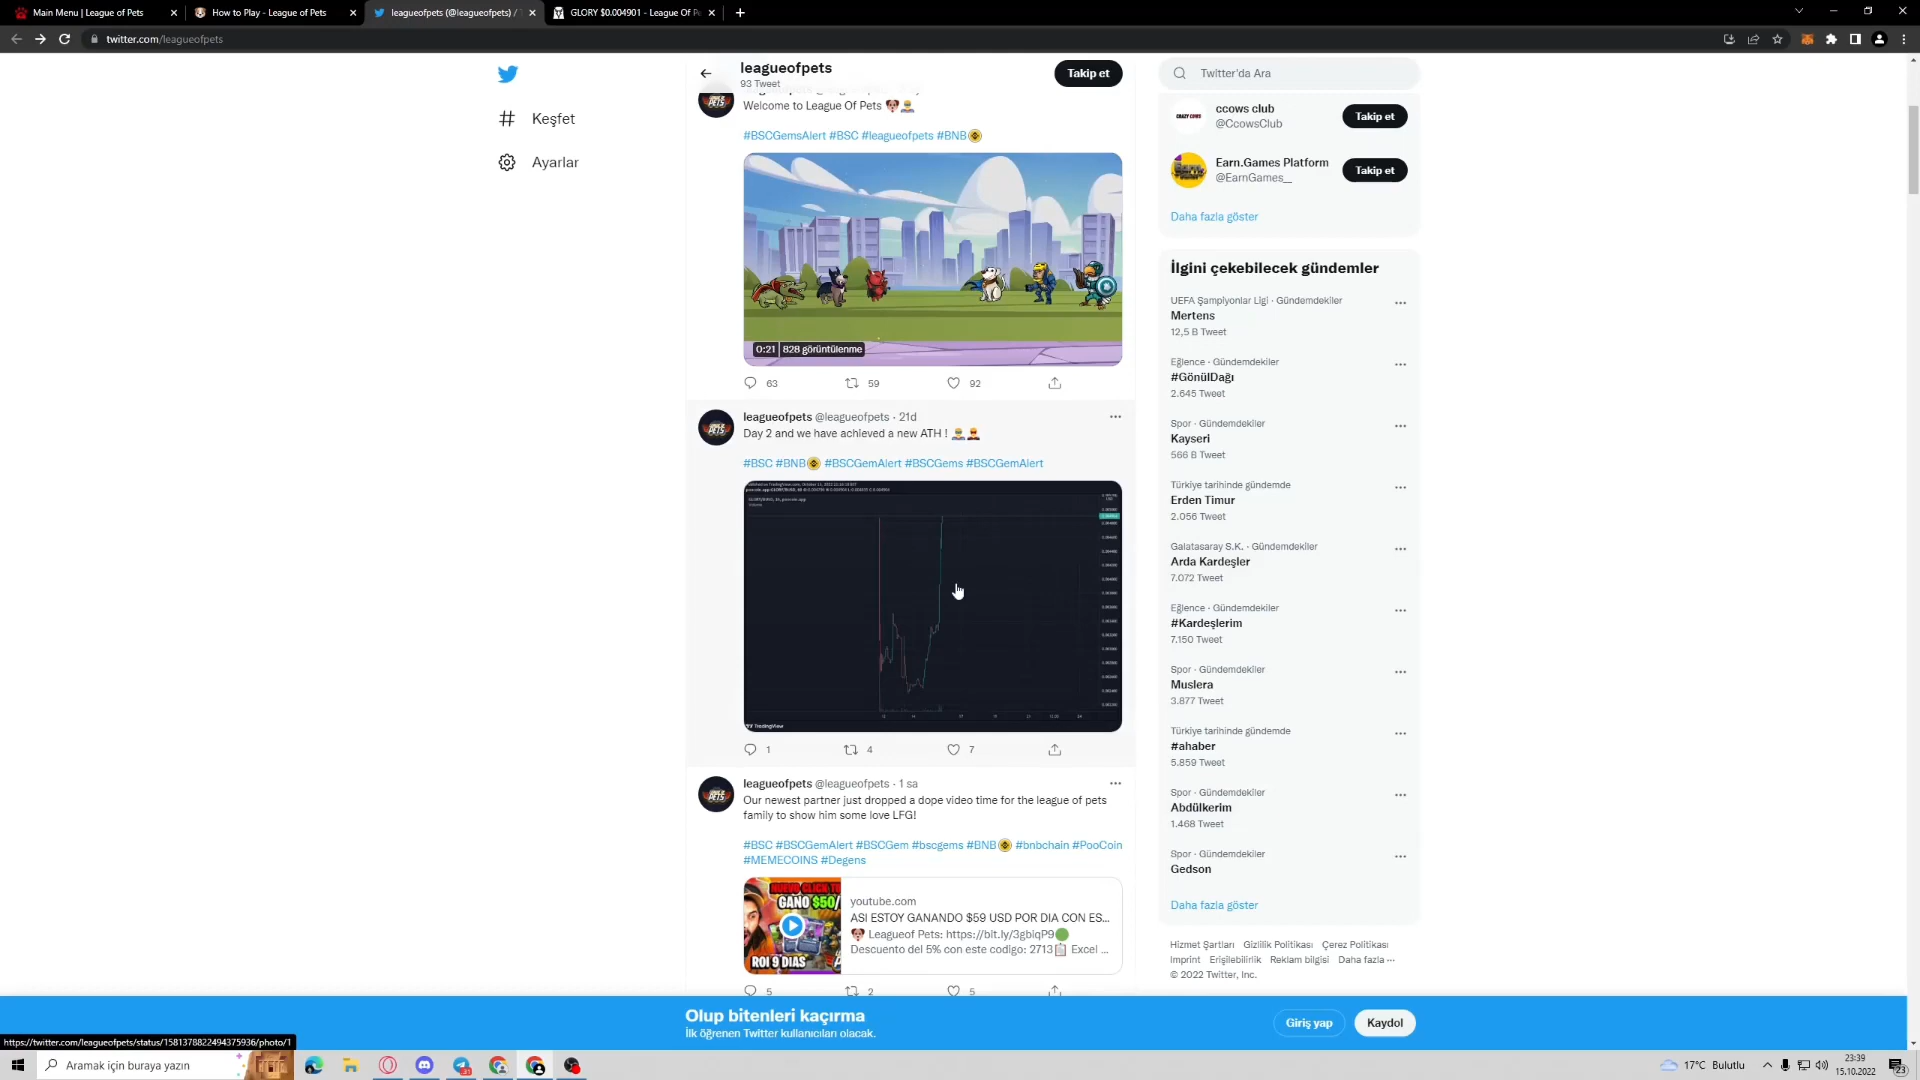 Main Menu | League of Pets
How to Play - League of Pets
leagueofpets (@leagueofpets) /
GLORY $0.004901 - League Of P
twitter.com/leagueofpets
leagueofpets
93 Tweet
Takip et
Twitter'da Ara
Keşfet
Ayarlar
Welcome to League Of Pets
#BSCGemsAlert #BSC #leagueofpets #BNB
0:21 828 görüntülenme
63 59 92
leagueofpets @leagueofpets · 21d
Day 2 and we have achieved a new ATH !
#BSC #BNB #BSCGemAlert #BSCGems #BSCGemAlert
TradingView
1 4 7
leagueofpets @leagueofpets · 1 sa
Our newest partner just dropped a dope video time for the league of pets
family to show him some love LFG!
#BSC #BSCGemAlert #BSCGem #bscgems #BNB #bnbchain #PooCoin
#MEMECOINS #Degens
GANO $50/
ROI 9 DIAS
youtube.com
ASI ESTOY GANANDO $59 USD POR DIA CON ES...
Leagueof Pets: https://bit.ly/3gbiqP9
Descuento del 5% con este codigo: 2713 Excel ...
5 2 5
CRAZY COWS
ccows club
@CcowsClub
Takip et
Earn.Games Platform
@EarnGames__
Takip et
Daha fazla göster
İlgini çekebilecek gündemler
UEFA Şampiyonlar Ligi · Gündemdekiler
Mertens
12,5 B Tweet
Eğlence · Gündemdekiler
#GönülDağı
2.645 Tweet
Spor · Gündemdekiler
Kayseri
566 B Tweet
Türkiye tarihinde gündemde
Erden Timur
2.056 Tweet
Galatasaray S.K. · Gündemdekiler
Arda Kardeşler
7.072 Tweet
Eğlence · Gündemdekiler
#Kardeşlerim
7.150 Tweet
Spor · Gündemdekiler
Muslera
3.877 Tweet
Türkiye tarihinde gündemde
#ahaber
5.859 Tweet
Spor · Gündemdekiler
Abdülkerim
1.468 Tweet
Spor · Gündemdekiler
Gedson
Daha fazla göster
Hizmet Şartları Gizlilik Politikası Çerez Politikası
Imprint Erişilebilirlik Reklam bilgisi Daha fazla ...
© 2022 Twitter, Inc.
Olup bitenleri kaçırma
İlk öğrenen Twitter kullanıcıları olacak.
Giriş yap
Kaydol
https://twitter.com/leagueofpets/status/1581378822494375936/photo/1
Aramak için buraya yazın
31
17°C Bulutlu
23:39
15.10.2022
23